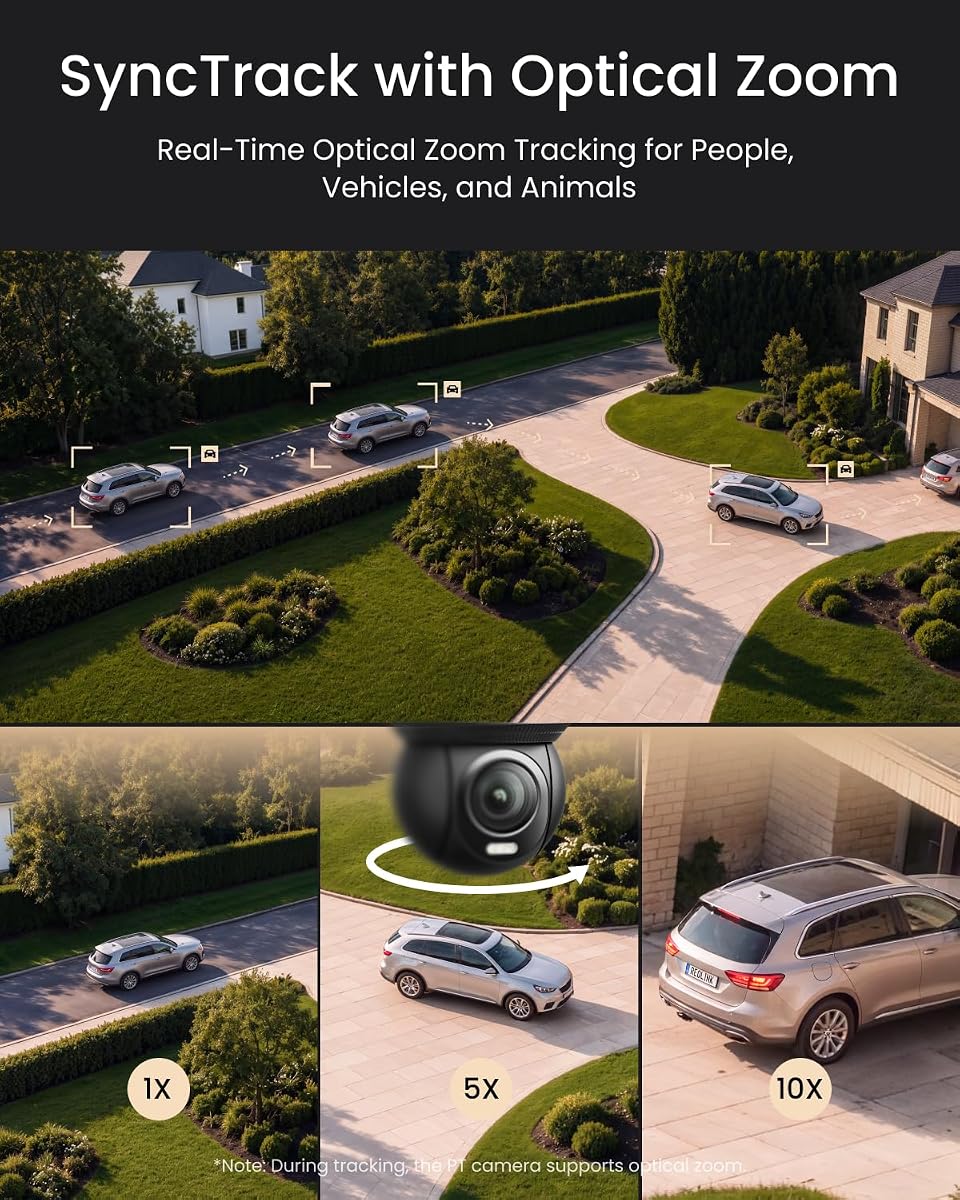 SyncTrack with Optical Zoom
Real-Time Optical Zoom Tracking for People,
Vehicles, and Animals
REOLINK
1X
5X
10X
*Note: During tracking, the PT camera supports optical zoom.